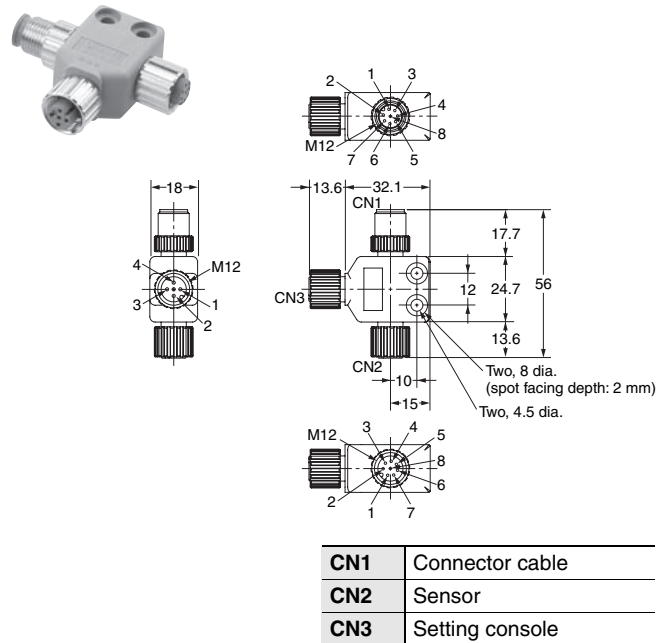 1
3
2
4
M12
8
7
6
5
18
13.6
32.1
CN1
17.7
4
M12
12
24.7
56
3
1
CN3
2
13.6
CN2
10
Two, 8 dia.
(spot facing depth: 2 mm)
15
Two, 4.5 dia.
3
4
M12
5
8
2
6
1
7
CN1 Connector cable
CN2 Sensor
CN3 Setting console